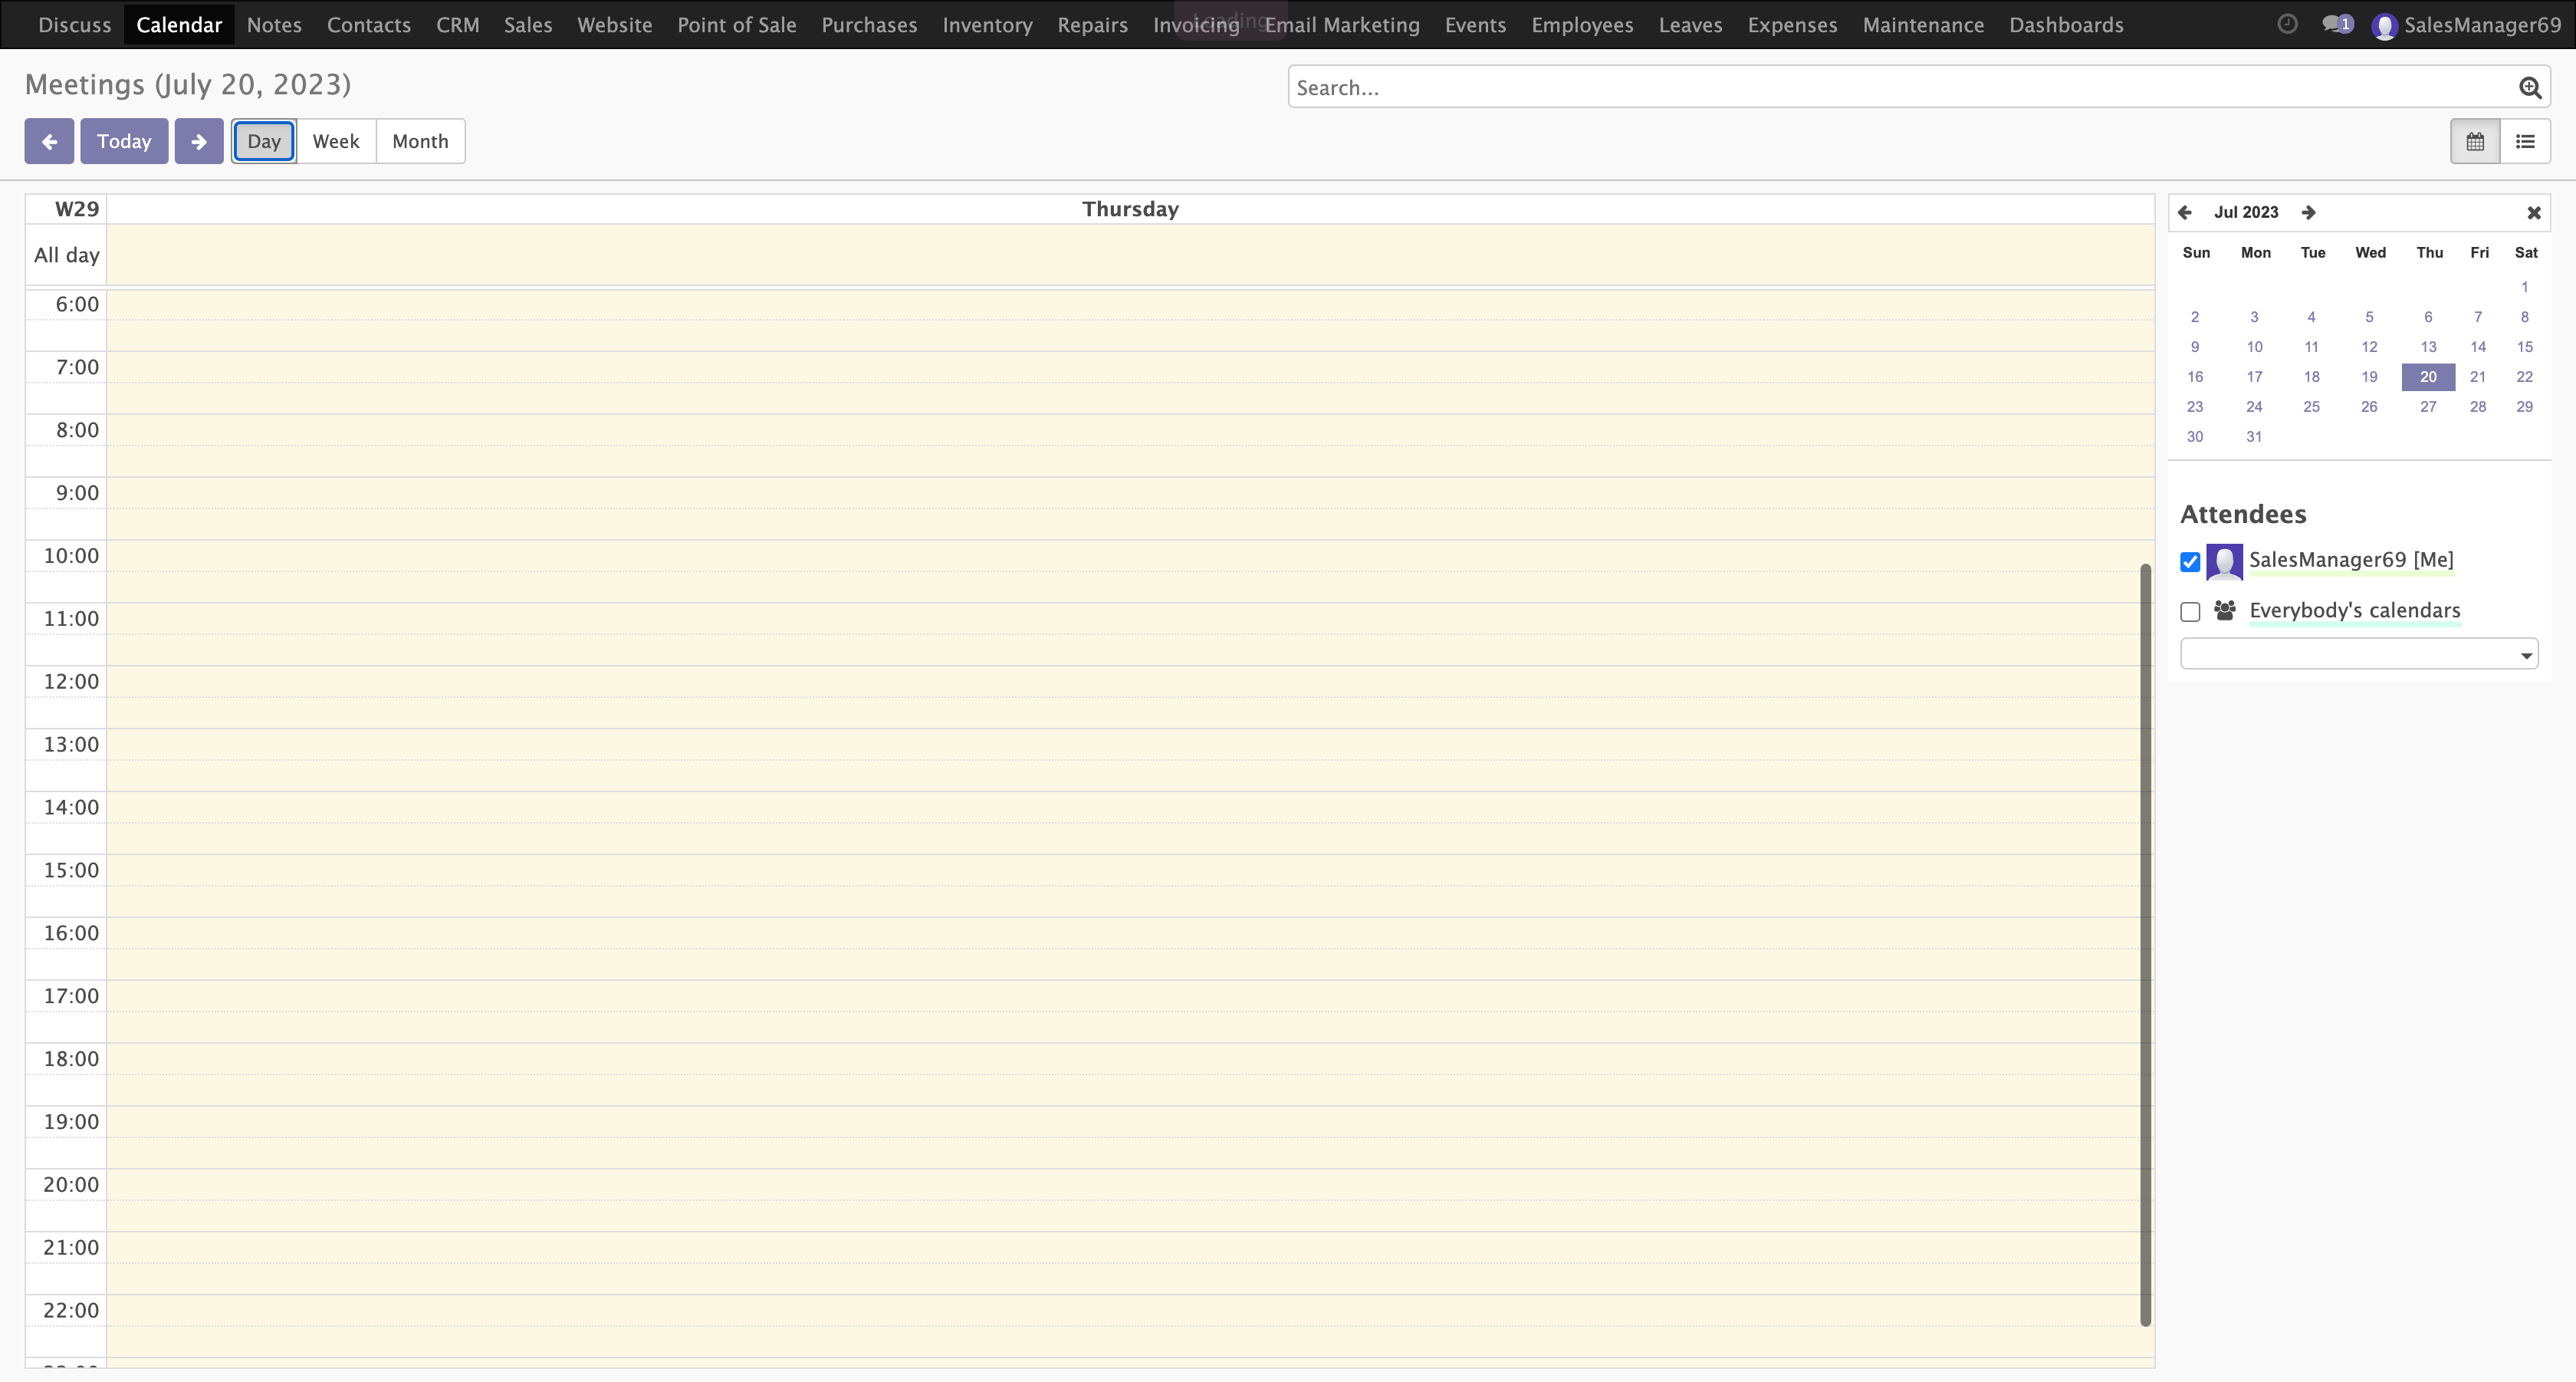 Discuss Calendar Notes Contacts CRM Sales Website Point of Sale Purchases Inventory Repairs Invoicing Email Marketing Events Employees Leaves Expenses Maintenance Dashboards 1 SalesManager69
Loading
Meetings (July 20, 2023)
Search...
Today Day Week Month
W29 Thursday
All day
6:00
7:00
8:00
9:00
10:00
11:00
12:00
13:00
14:00
15:00
16:00
17:00
18:00
19:00
20:00
21:00
22:00
Jul 2023
Sun Mon Tue Wed Thu Fri Sat
1
2 3 4 5 6 7 8
9 10 11 12 13 14 15
16 17 18 19 20 21 22
23 24 25 26 27 28 29
30 31
Attendees
SalesManager69 [Me]
Everybody's calendars